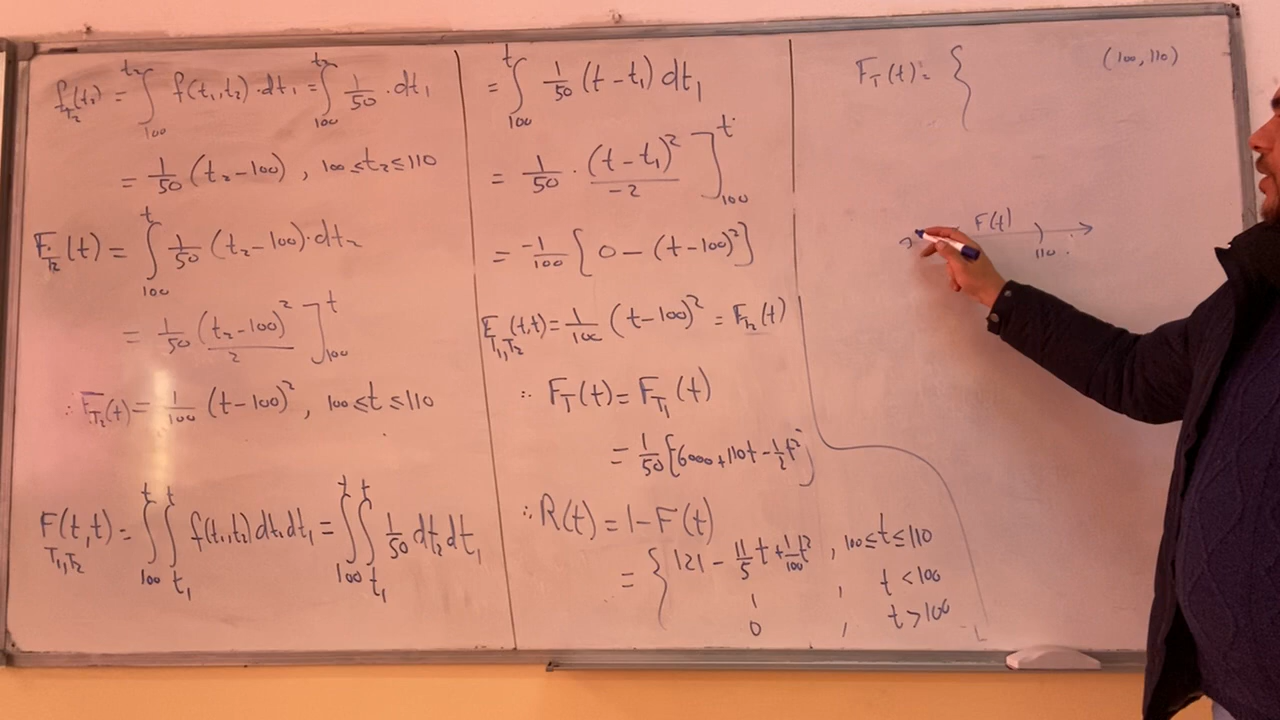 f_{T_2}(t_2) = ∫_{100}^{t_2} f(t_1,t_2)·dt_1 = ∫_{100}^{t_2} 1/50 · dt_1
= 1/50 (t_2-100) , 100≤t_2≤110
F_{T_2}(t) = ∫_{100}^{t} 1/50 (t_2-100)·dt_2
= 1/50 (t_2-100)^2/2 ]_{100}^{t}
∴ F_{T_2}(t) = 1/100 (t-100)^2 , 100≤t≤110
F_{T_1,T_2}(t,t) = ∫_{100}^{t} ∫_{t_1}^{t} f(t_1,t_2) dt_2 dt_1 = ∫_{100}^{t} ∫_{t_1}^{t} 1/50 dt_2 dt_1
= ∫_{100}^{t} 1/50 (t-t_1) dt_1
= 1/50 · (t-t_1)^2/-2 ]_{100}^{t}
= -1/100 [0-(t-100)^2]
F_{T_1,T_2}(t,t) = 1/100 (t-100)^2 = F_{T_2}(t)
∴ F_T(t) = F_{T_1}(t)
= 1/50 [6000+110t-1/2 t^2]
∴ R(t) = 1-F(t)
= { 121 - 11/5 t + 1/100 t^2 , 100≤t≤110
1 , t<100
0 , t>100
F_T(t) = { (100,110)
F(t)
110